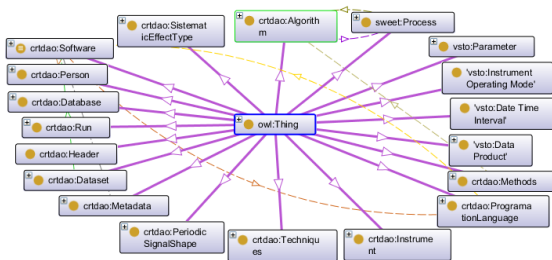 crtdao:Sistemat
icEffectType
crtdao:Algorith
m
sweet:Process
crtdao:Software
vsto:Parameter
crtdao:Person
'vsto:Instrument
Operating Mode'
crtdao:Database
'vsto:Date Time
Interval'
crtdao:Run
owl:Thing
crtdao:Header
'vsto:Data
Product'
crtdao:Dataset
crtdao:Methods
crtdao:Metadata
crtdao:Programa
tionLanguage
crtdao:Periodic
SignalShape
crtdao:Techniqu
es
crtdao:Instrume
nt